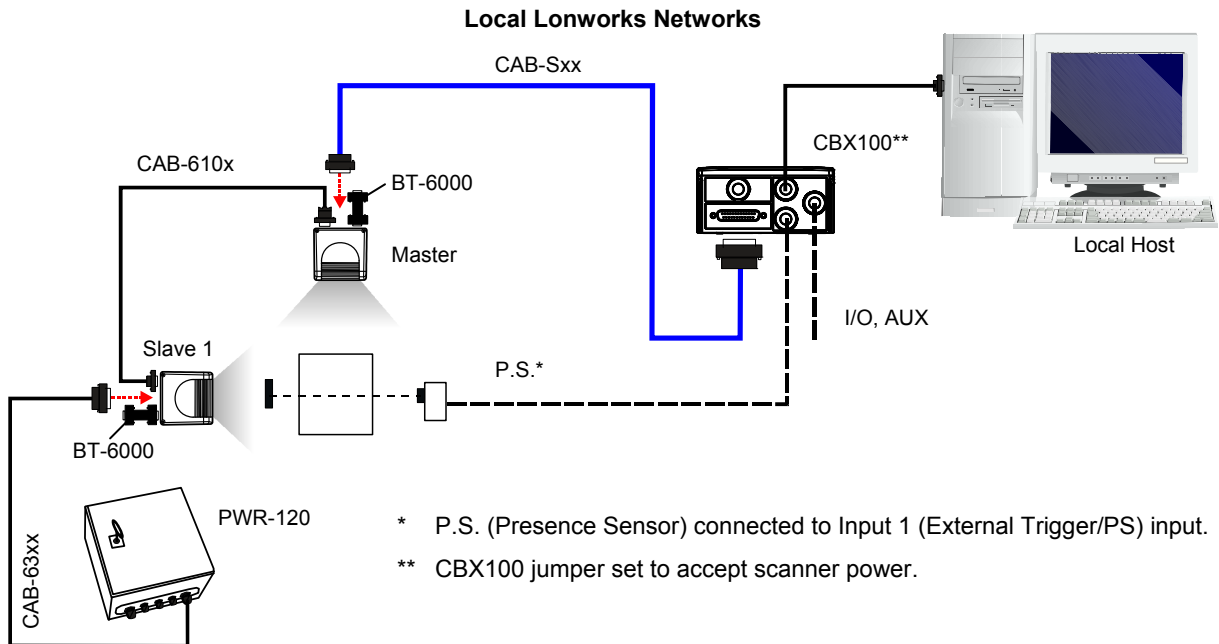 Local Lonworks Networks
CAB-Sxx
CBX100**
CAB-610x
BT-6000
Master
Local Host
I/O, AUX
Slave 1
P.S.*
BT-6000
PWR-120
CAB-63xx
* P.S. (Presence Sensor) connected to Input 1 (External Trigger/PS) input.
** CBX100 jumper set to accept scanner power.